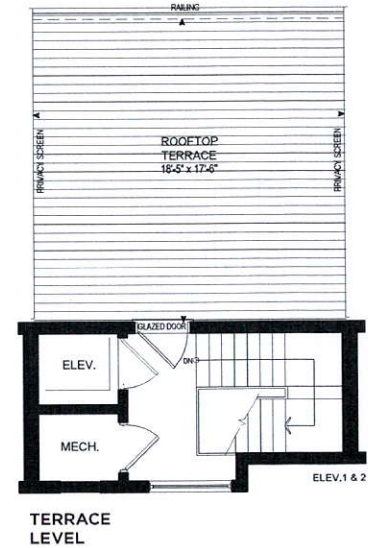 RAILING
PRIVACY SCREEN
ROOFTOP
TERRACE
18'-5" x 17'-6"
PRIVACY SCREEN
GLAZED DOOR
ELEV.
DN
MECH.
ELEV.1 & 2
TERRACE
LEVEL